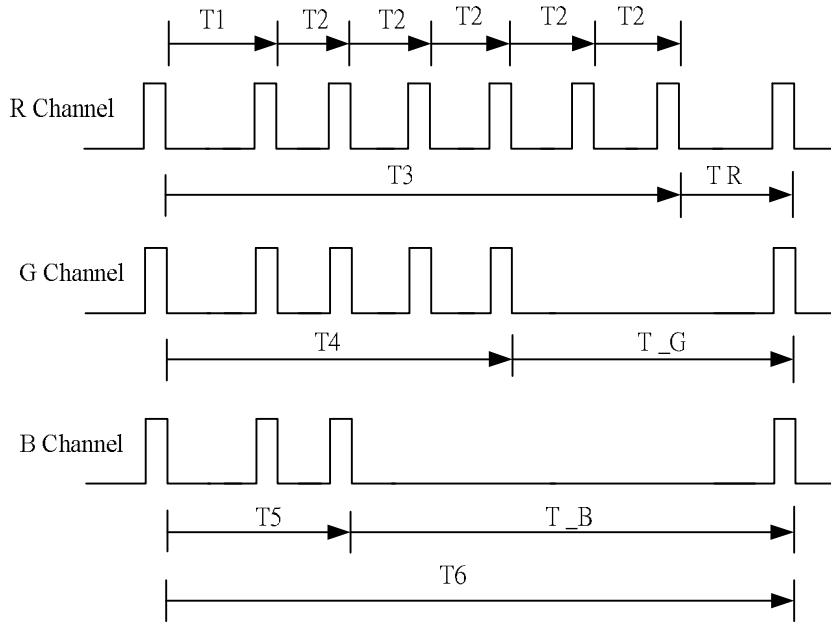 T1 T2 T2 T2 T2 T2
R Channel
T3 T R
G Channel
T4 T _G
B Channel
T5 T _B
T6